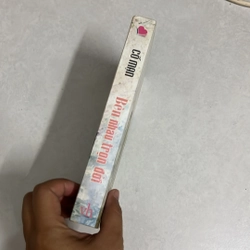 CỐ MẠN
Bên nhau trọn đời